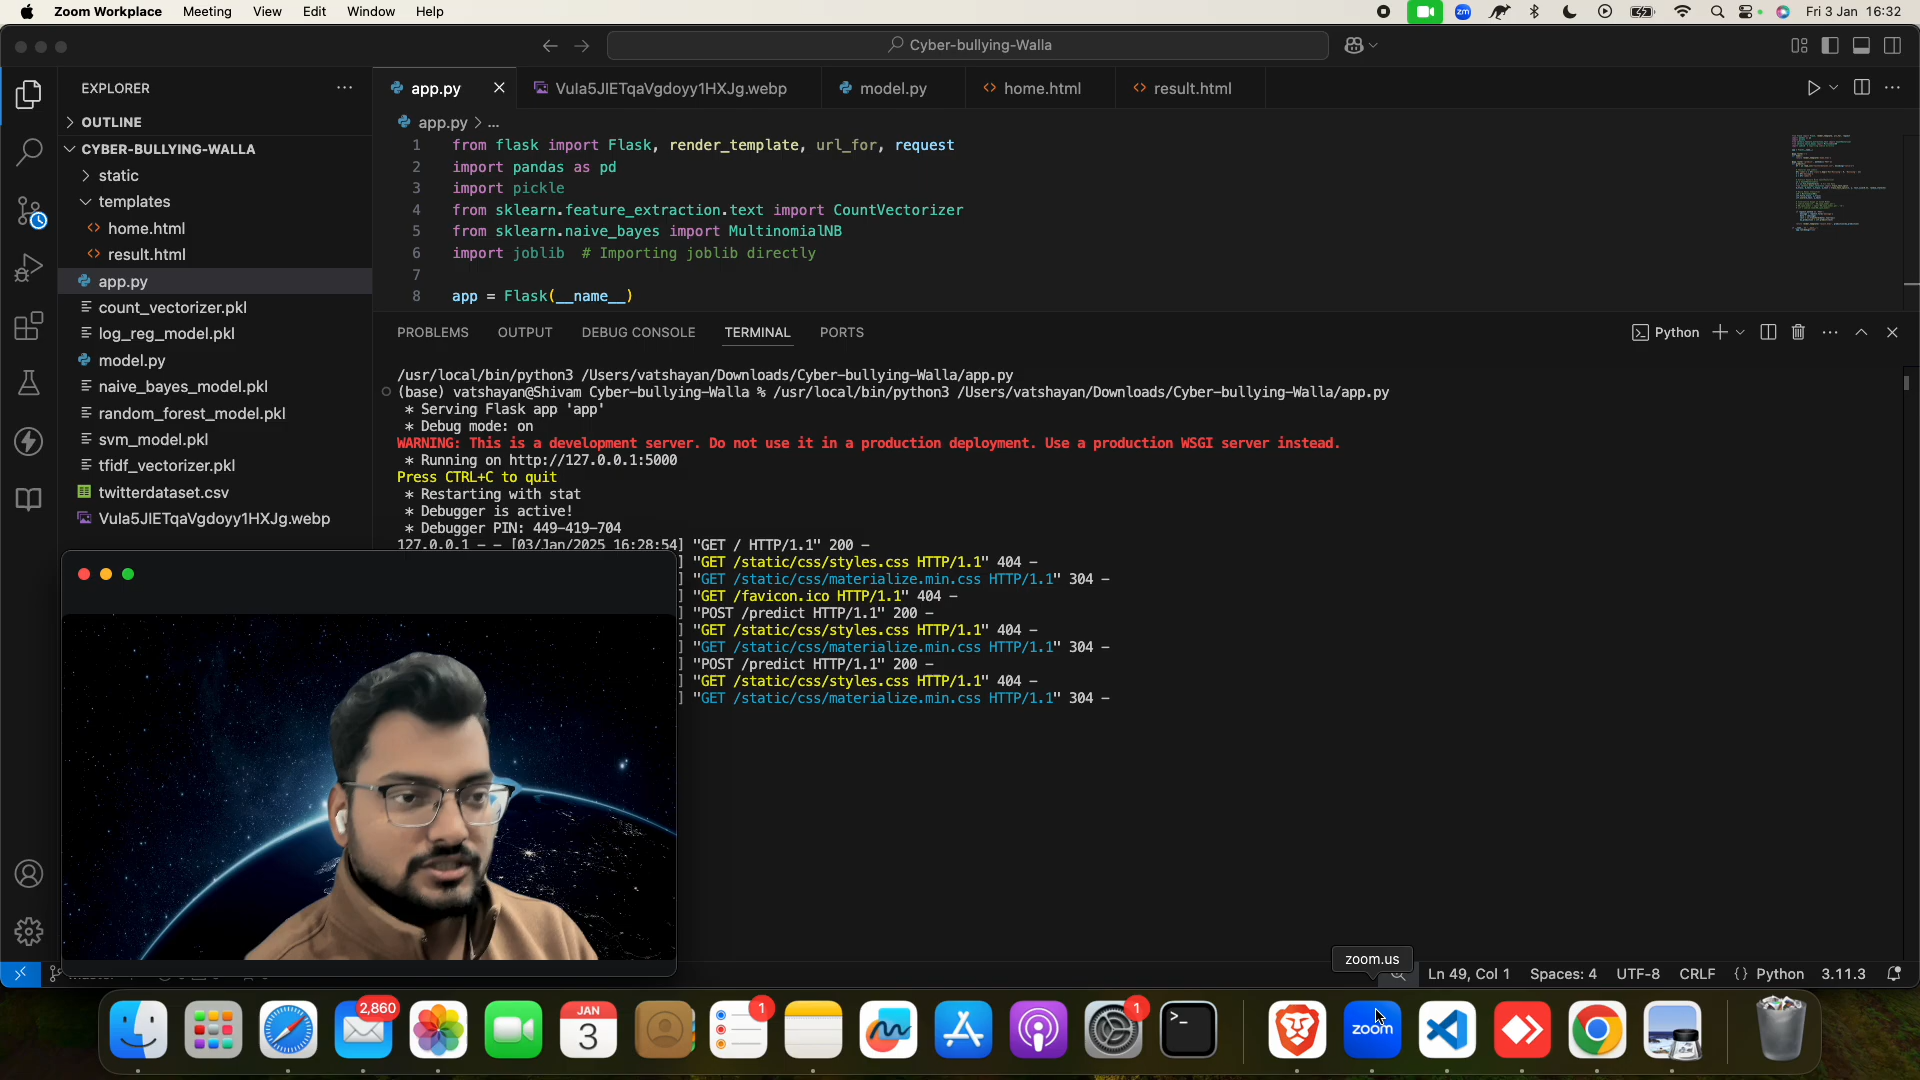 Zoom Workplace Meeting View Edit Window Help
zm
Fri 3 Jan 16:32
Cyber-bullying-Walla
EXPLORER
OUTLINE
CYBER-BULLYING-WALLA
static
templates
home.html
result.html
app.py
count_vectorizer.pkl
log_reg_model.pkl
model.py
naive_bayes_model.pkl
random_forest_model.pkl
svm_model.pkl
tfidf_vectorizer.pkl
twitterdataset.csv
Vula5JIETqaVgdoyy1HXJg.webp
app.py Vula5JIETqaVgdoyy1HXJg.webp model.py home.html result.html
app.py > ...
1 from flask import Flask, render_template, url_for, request
2 import pandas as pd
3 import pickle
4 from sklearn.feature_extraction.text import CountVectorizer
5 from sklearn.naive_bayes import MultinomialNB
6 import joblib # Importing joblib directly
7
8 app = Flask(__name__)
PROBLEMS OUTPUT DEBUG CONSOLE TERMINAL PORTS
Python
/usr/local/bin/python3 /Users/vatshayan/Downloads/Cyber-bullying-Walla/app.py
(base) vatshayan@Shivam Cyber-bullying-Walla % /usr/local/bin/python3 /Users/vatshayan/Downloads/Cyber-bullying-Walla/app.py
* Serving Flask app 'app'
* Debug mode: on
WARNING: This is a development server. Do not use it in a production deployment. Use a production WSGI server instead.
* Running on http://127.0.0.1:5000
Press CTRL+C to quit
* Restarting with stat
* Debugger is active!
* Debugger PIN: 449-419-704
127.0.0.1 - - [03/Jan/2025 16:28:54] "GET / HTTP/1.1" 200 -
] "GET /static/css/styles.css HTTP/1.1" 404 -
] "GET /static/css/materialize.min.css HTTP/1.1" 304 -
] "GET /favicon.ico HTTP/1.1" 404 -
] "POST /predict HTTP/1.1" 200 -
] "GET /static/css/styles.css HTTP/1.1" 404 -
] "GET /static/css/materialize.min.css HTTP/1.1" 304 -
] "POST /predict HTTP/1.1" 200 -
] "GET /static/css/styles.css HTTP/1.1" 404 -
] "GET /static/css/materialize.min.css HTTP/1.1" 304 -
zoom.us
Ln 49, Col 1 Spaces: 4 UTF-8 CRLF {} Python 3.11.3
2,860
JAN
3
1
1
zoom